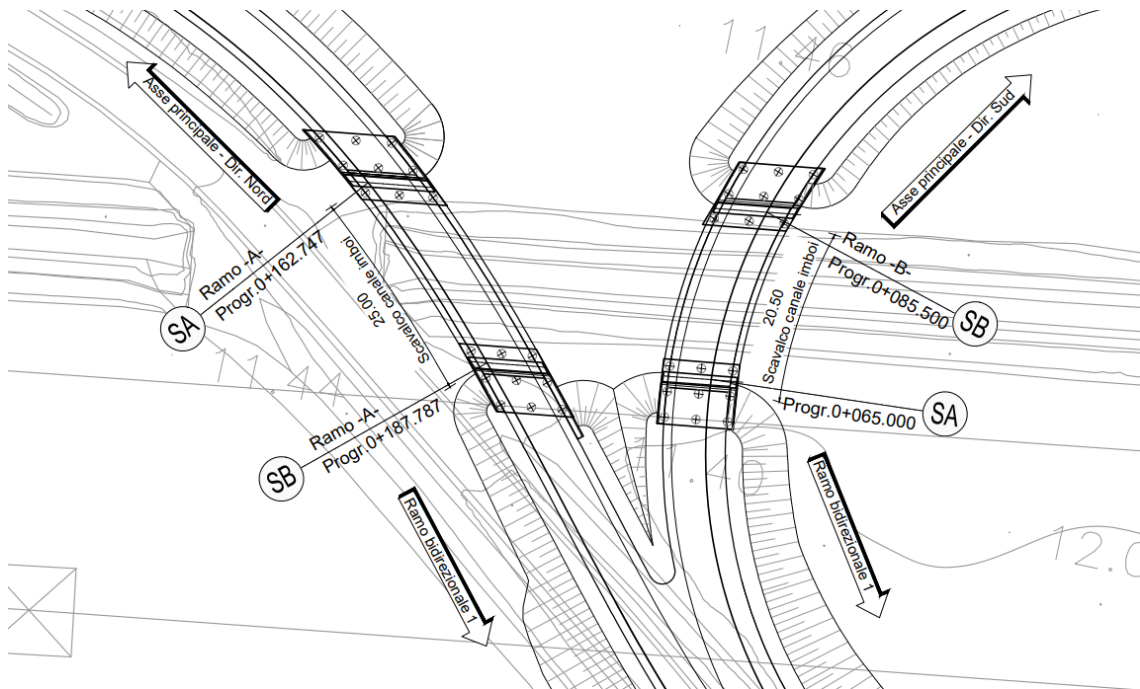 11.46
Asse principale - Dir. Nord
Asse principale - Dir. Sud
Ramo -A-
Progr.0+162.747
SA
25.00
Scavalco canale imboi
Ramo -B-
Progr.0+085.500
SB
20.50
Scavalco canale imboi
11.44
Ramo -A-
Progr.0+187.787
SB
Progr.0+065.000
SA
11.40
Ramo bidirezionale 1
Ramo bidirezionale 1
12.0